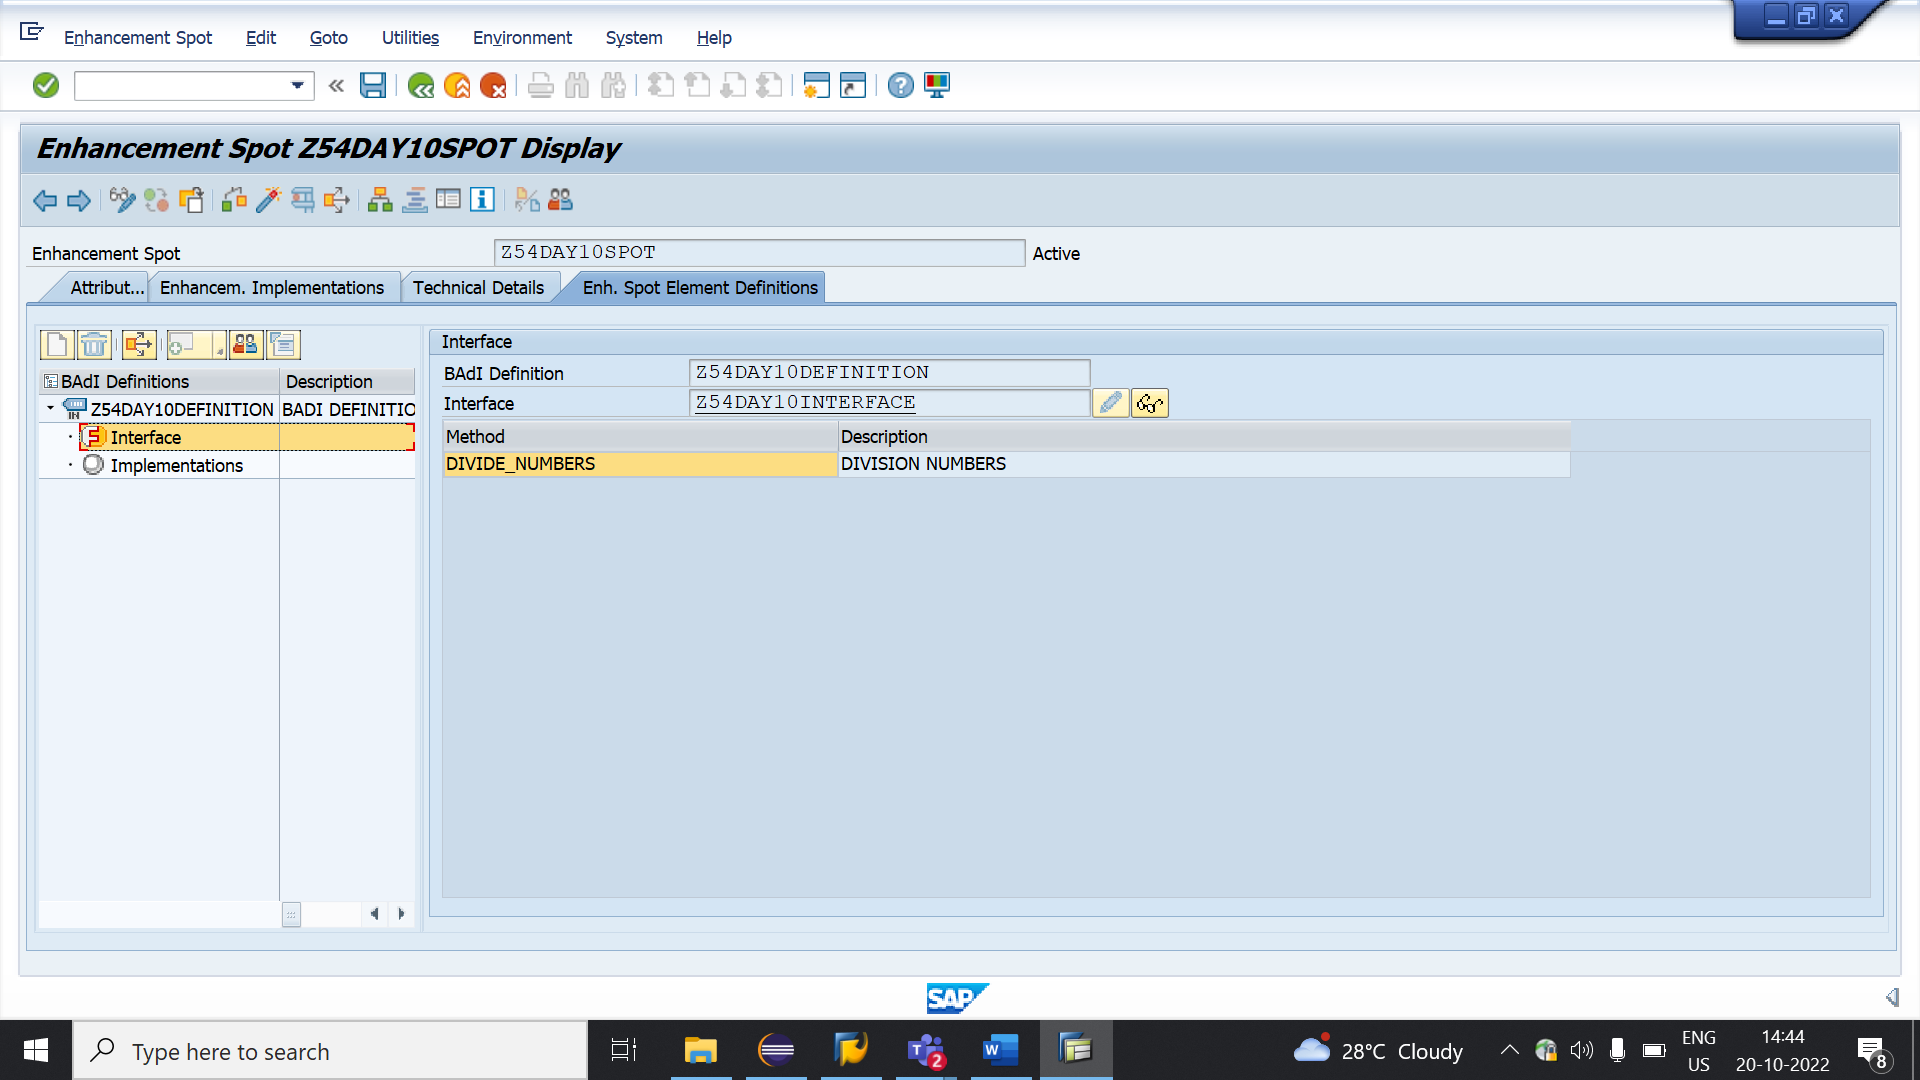 Enhancement Spot Edit Goto Utilities Environment System Help
Enhancement Spot Z54DAY10SPOT Display
Enhancement Spot Z54DAY10SPOT Active
Attribut... Enhancem. Implementations Technical Details Enh. Spot Element Definitions
Interface
BAdI Definitions Description
Z54DAY10DEFINITION BADI DEFINITIO
Interface
Implementations
BAdI Definition Z54DAY10DEFINITION
Interface Z54DAY10INTERFACE
Method Description
DIVIDE_NUMBERS DIVISION NUMBERS
SAP
Type here to search
2
28°C Cloudy
ENG
US
14:44
20-10-2022
8